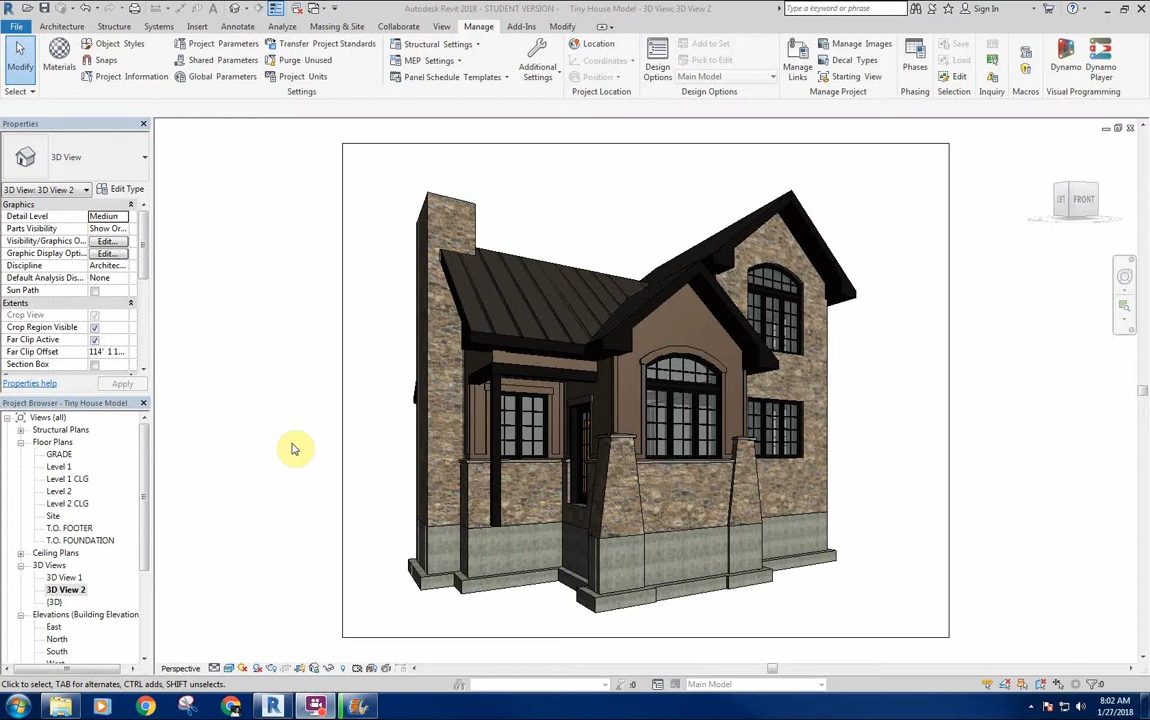 Autodesk Revit 2018 - STUDENT VERSION - Tiny House Model - 3D View: 3D View 2
Type a keyword or phrase
Sign In
File Architecture Structure Systems Insert Annotate Analyze Massing & Site Collaborate View Manage Add-Ins Modify
Modify
Materials
Object Styles
Snaps
Project Information
Project Parameters
Shared Parameters
Global Parameters
Transfer Project Standards
Purge Unused
Project Units
Structural Settings
MEP Settings
Panel Schedule Templates
Additional
Settings
Location
Coordinates
Position
Design
Options
Add to Set
Pick to Edit
Main Model
Manage
Links
Manage Images
Decal Types
Starting View
Phases
Save
Load
Edit
Dynamo
Dynamo
Player
Select Settings Project Location Design Options Manage Project Phasing Selection Inquiry Macros Visual Programming
Properties
3D View
3D View: 3D View 2 Edit Type
Graphics
Detail Level Medium
Parts Visibility Show Or...
Visibility/Graphics O... Edit...
Graphic Display Opti... Edit...
Discipline Architec...
Default Analysis Dis... None
Sun Path
Extents
Crop View
Crop Region Visible
Far Clip Active
Far Clip Offset 114' 1 1...
Section Box
Properties help Apply
Project Browser - Tiny House Model
Views (all)
Structural Plans
Floor Plans
GRADE
Level 1
Level 1 CLG
Level 2
Level 2 CLG
Site
T.O. FOOTER
T.O. FOUNDATION
Ceiling Plans
3D Views
3D View 1
3D View 2
{3D}
Elevations (Building Elevation
East
North
South
West
LEFT FRONT
Perspective
Click to select, TAB for alternates, CTRL adds, SHIFT unselects.
:0
Main Model
:0
8:02 AM
1/27/2018